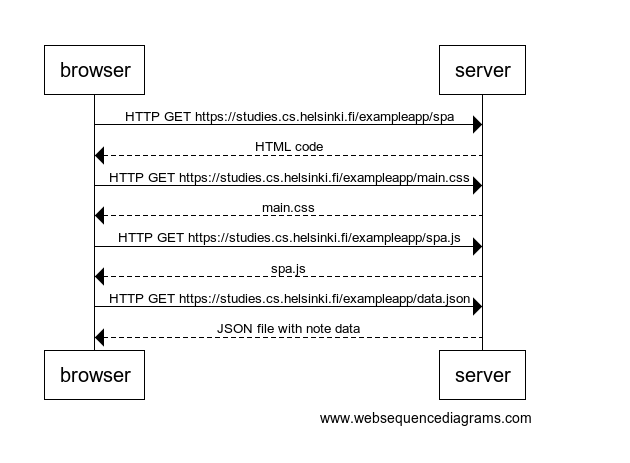 browser server
HTTP GET https://studies.cs.helsinki.fi/exampleapp/spa
HTML code
HTTP GET https://studies.cs.helsinki.fi/exampleapp/main.css
main.css
HTTP GET https://studies.cs.helsinki.fi/exampleapp/spa.js
spa.js
HTTP GET https://studies.cs.helsinki.fi/exampleapp/data.json
JSON file with note data
browser server
www.websequencediagrams.com